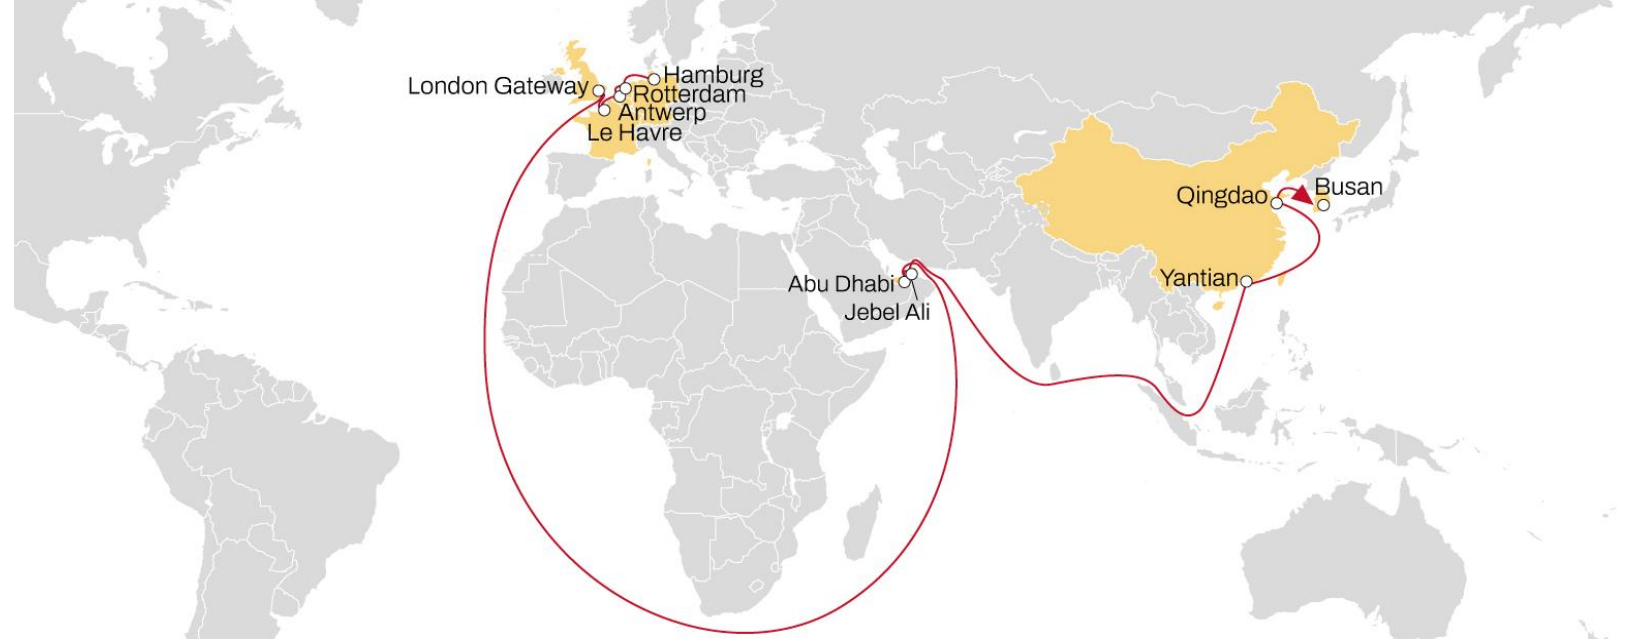 Hamburg
London Gateway
Rotterdam
Antwerp
Le Havre
Busan
Qingdao
Yantian
Abu Dhabi
Jebel Ali